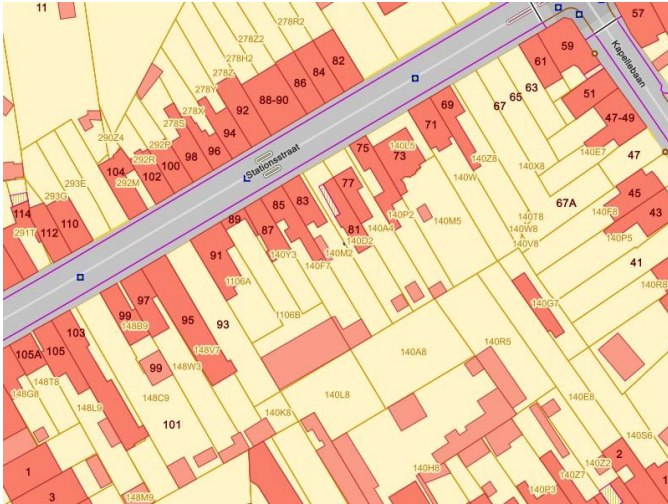 11
278R2
57
278Z2
59
Kapellebaan
278H2
82
61
84
278Z
86
63
278Y
88-90
65
51
92
69
67
278X
94
71
47-49
278S
290Z4
75
140L5
140E7
47
292P
96
73
Stationsstraat
140Z8
292R
98
140X8
104
100
140W
45
293E
292M
102
77
67A
293G
85
83
140P2
140F8
43
114
110
89
140M5
140T8
112
87
81
140A4
140W8
291T
140D2
140P5
140V8
91
140Y3
140M2
41
140F7
1106A
140R8
97
140G7
99
95
93
1106B
148B9
103
140R5
105A
105
148V7
140A8
99
148W3
148T8
148G8
148C9
140L8
140E8
148L9
140K8
101
140S6
2
1
140H8
140Z2
140Z7
3
148M9
140P3